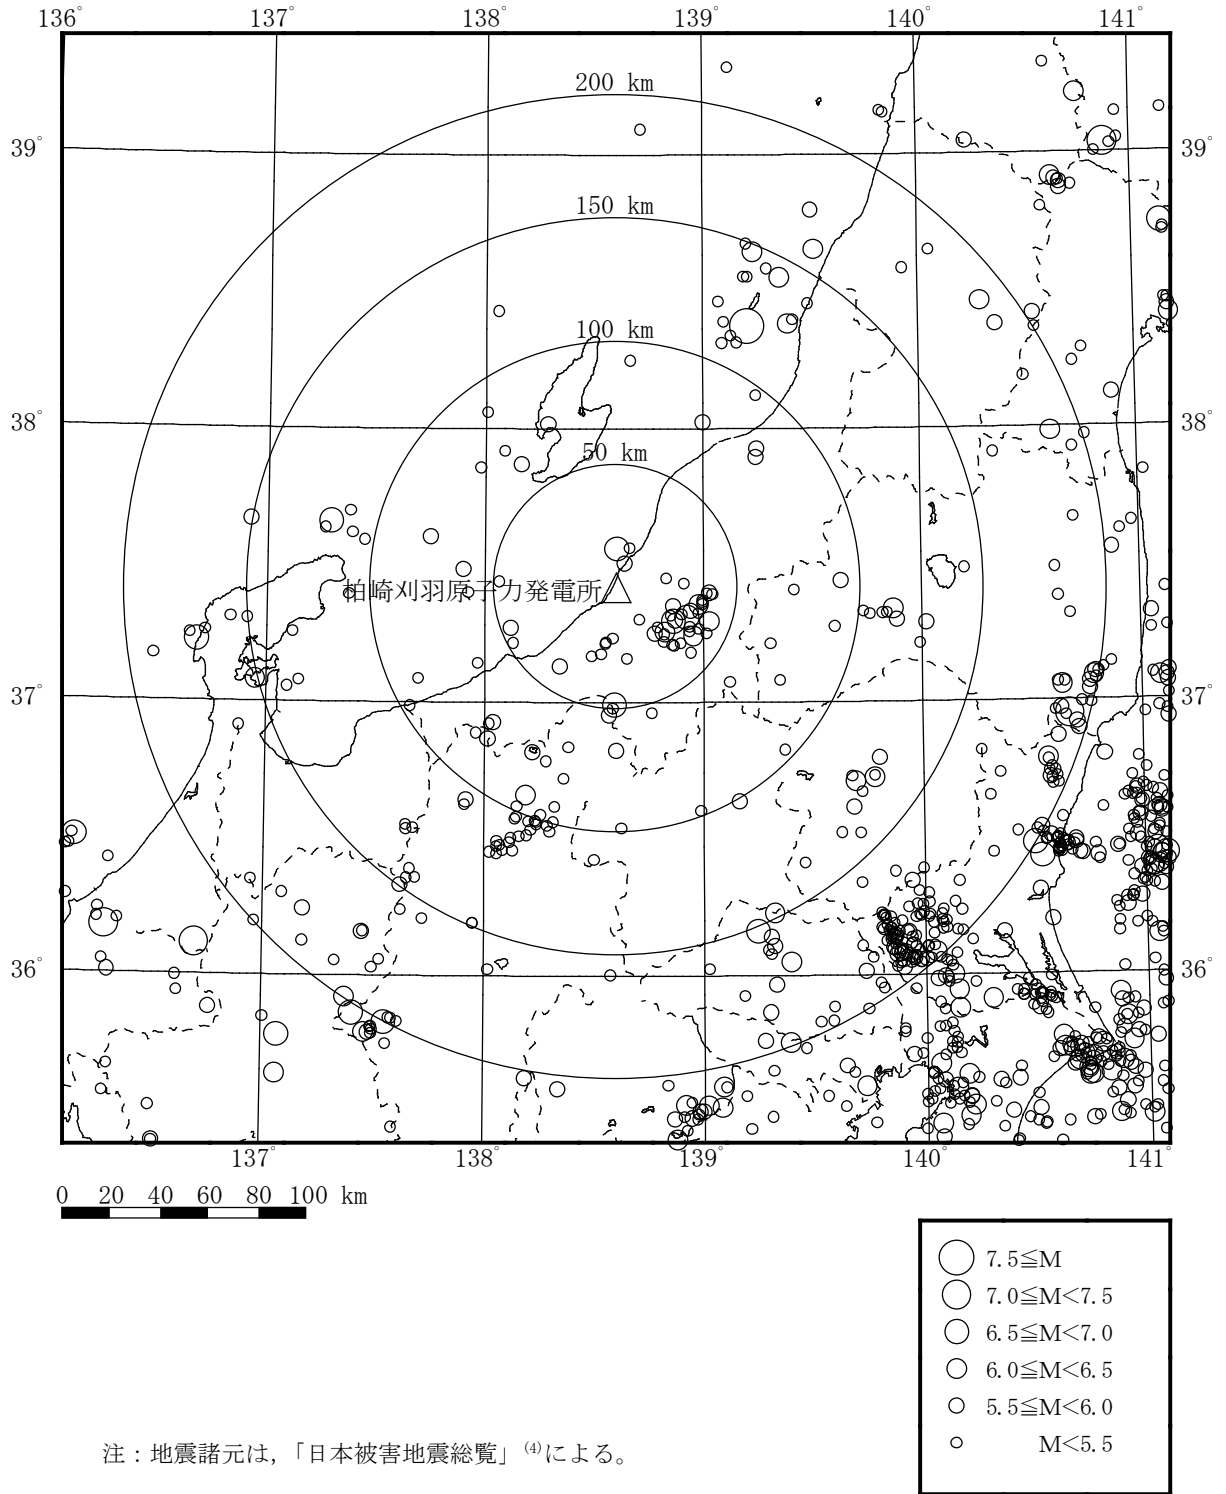 136° 137° 138° 139° 140° 141°
200 km
39° 39°
150 km
100 km
38° 38°
50 km
柏崎刈羽原子力発電所
37° 37°
36° 36°
137° 138° 139° 140° 141°
0 20 40 60 80 100 km
7.5≦M
7.0≦M<7.5
6.5≦M<7.0
6.0≦M<6.5
5.5≦M<6.0
M<5.5
注：地震諸元は，「日本被害地震総覧」(4)による。